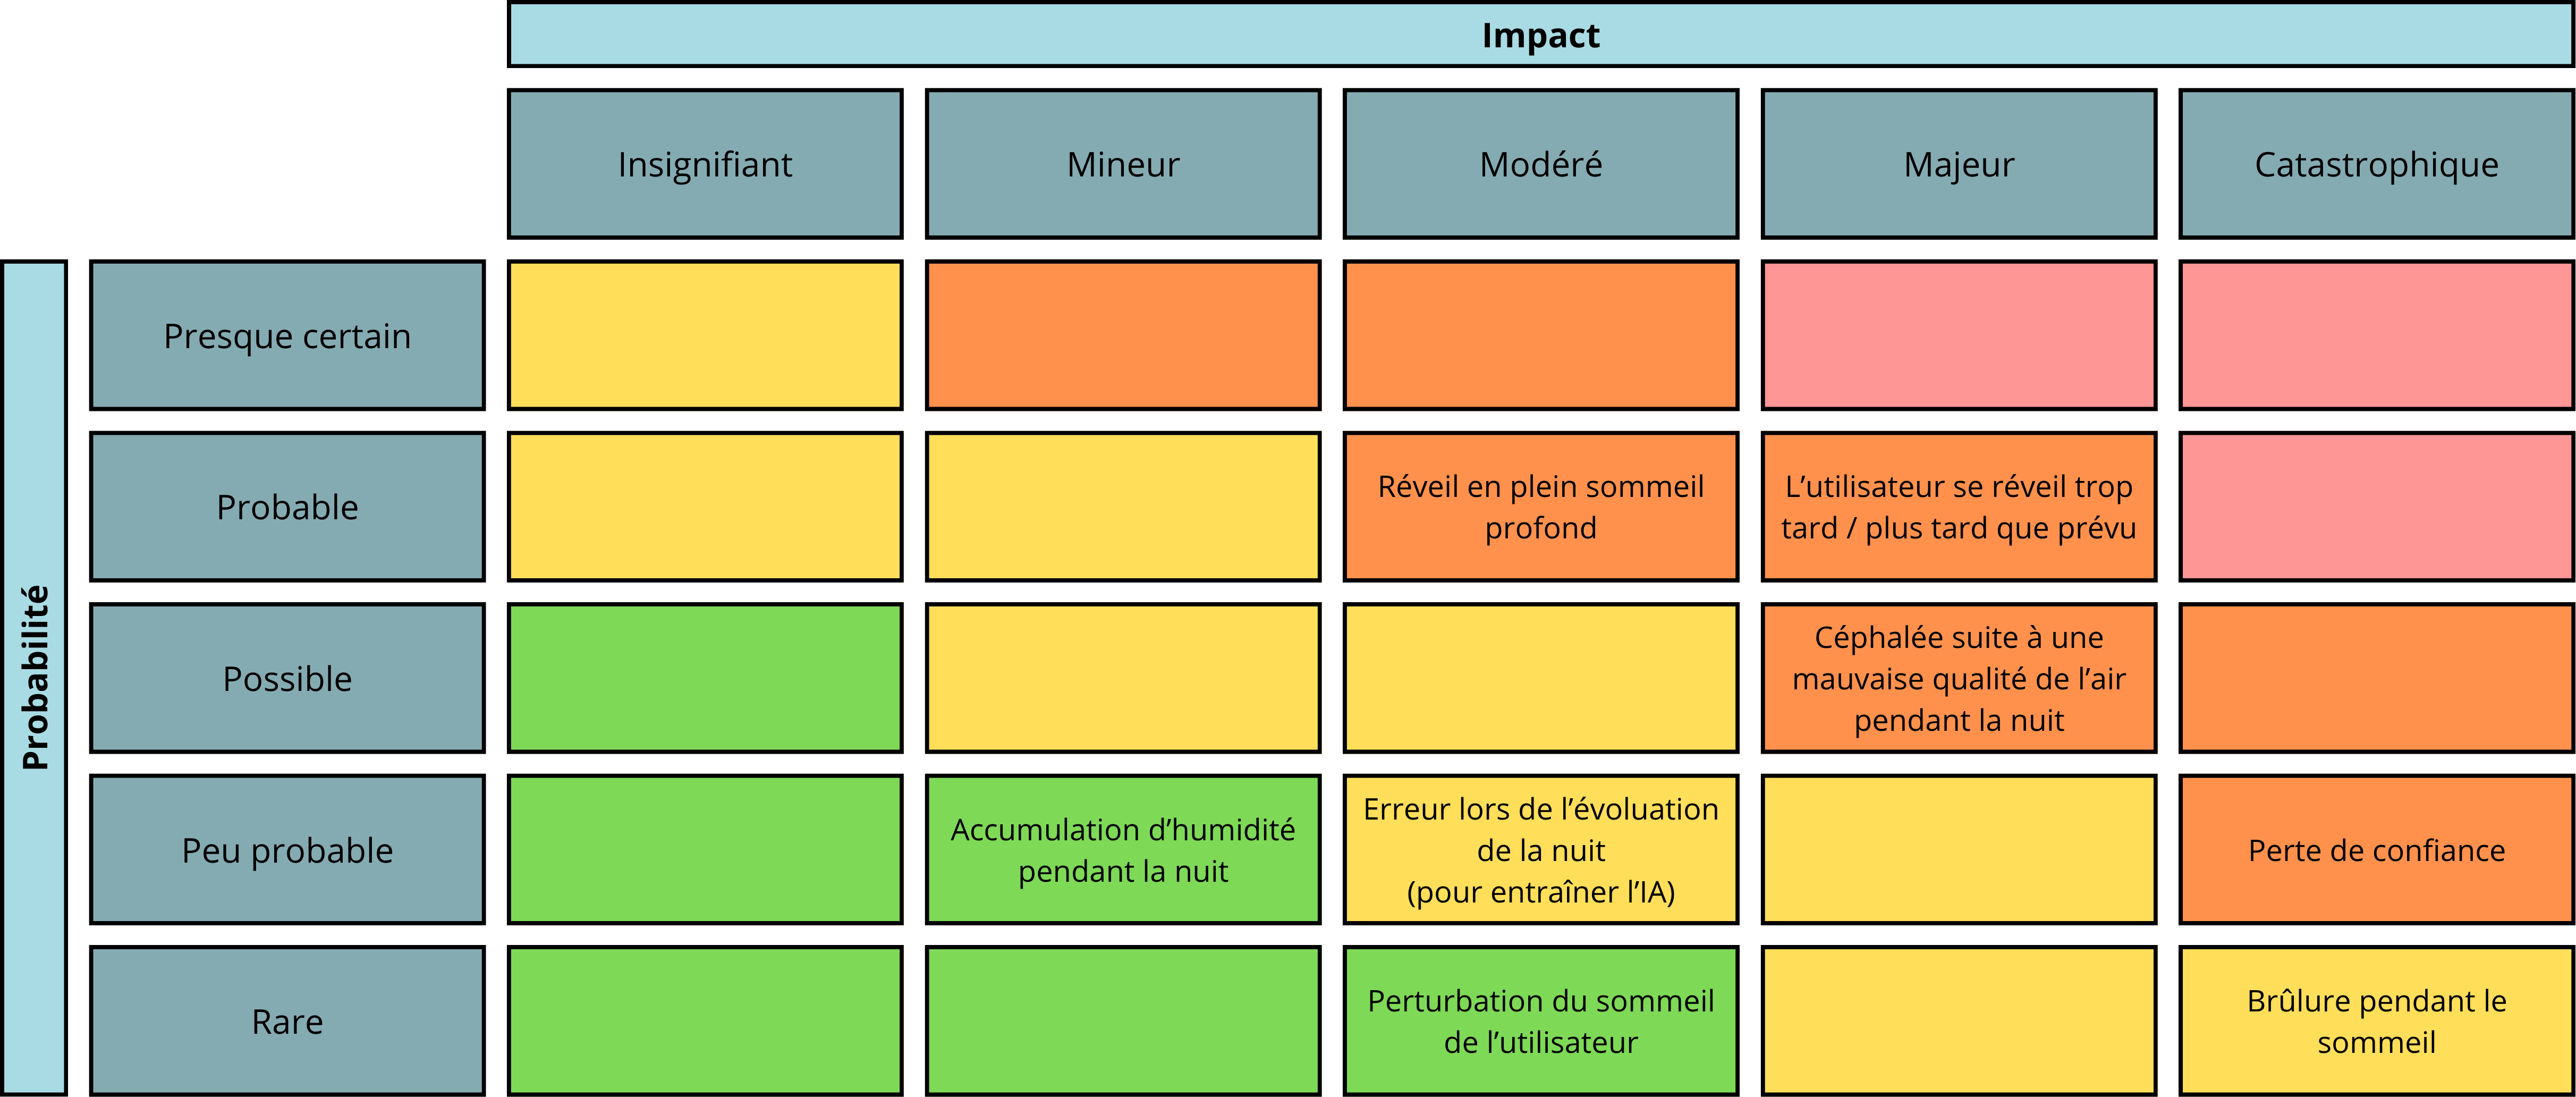 Impact
Insignifiant
Mineur
Modéré
Majeur
Catastrophique
Probabilité
Presque certain
Probable
Réveil en plein sommeil
profond
L’utilisateur se réveil trop
tard / plus tard que prévu
Possible
Céphalée suite à une
mauvaise qualité de l’air
pendant la nuit
Peu probable
Accumulation d’humidité
pendant la nuit
Erreur lors de l’évoluation
de la nuit
(pour entraîner l’IA)
Perte de confiance
Rare
Perturbation du sommeil
de l’utilisateur
Brûlure pendant le
sommeil